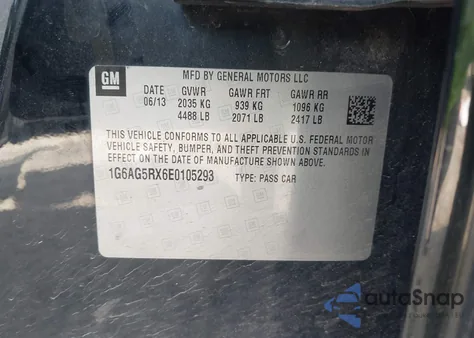 GM
MFD BY GENERAL MOTORS LLC
DATE GVWR GAWR FRT GAWR RR
06/13 2035 KG 939 KG 1096 KG
4488 LB 2071 LB 2417 LB
THIS VEHICLE CONFORMS TO ALL APPLICABLE U.S. FEDERAL MOTOR
VEHICLE SAFETY, BUMPER, AND THEFT PREVENTION STANDARDS IN
EFFECT ON THE DATE OF MANUFACTURE SHOWN ABOVE.
1G6AG5RX6E0105293 TYPE: PASS CAR
autoSnap